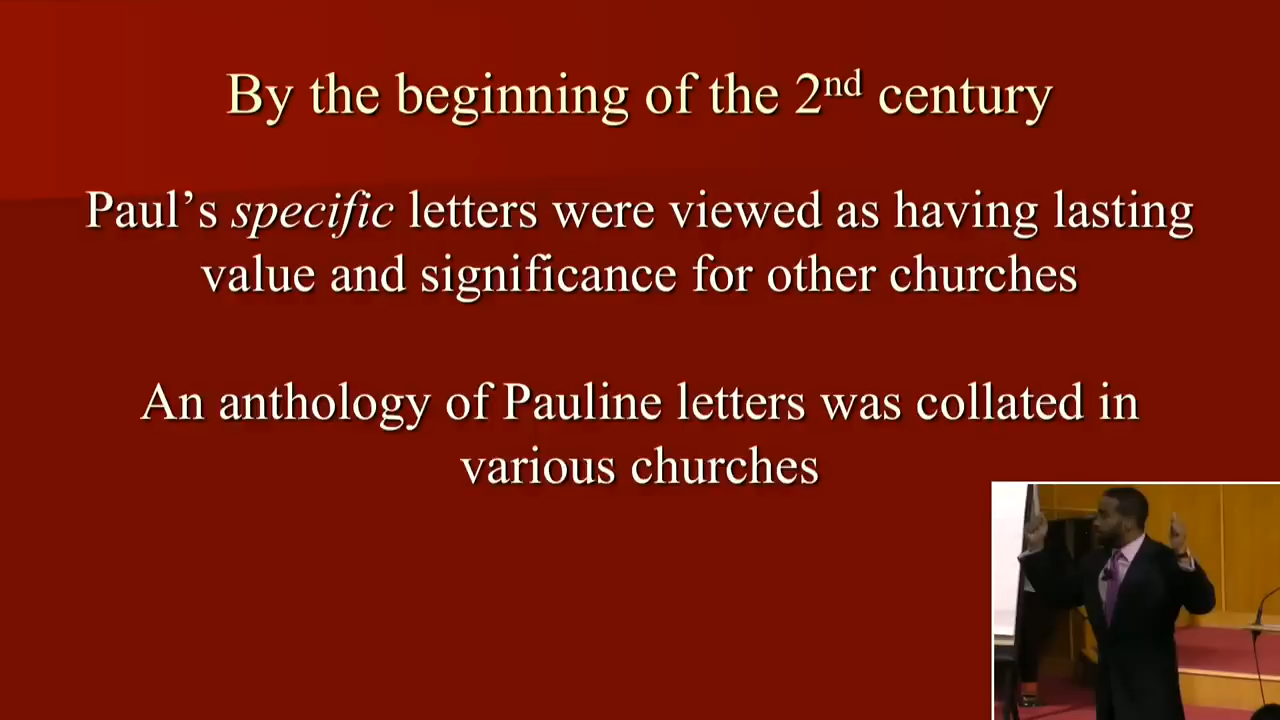 By the beginning of the 2nd century
Paul’s specific letters were viewed as having lasting
value and significance for other churches
An anthology of Pauline letters was collated in
various churches